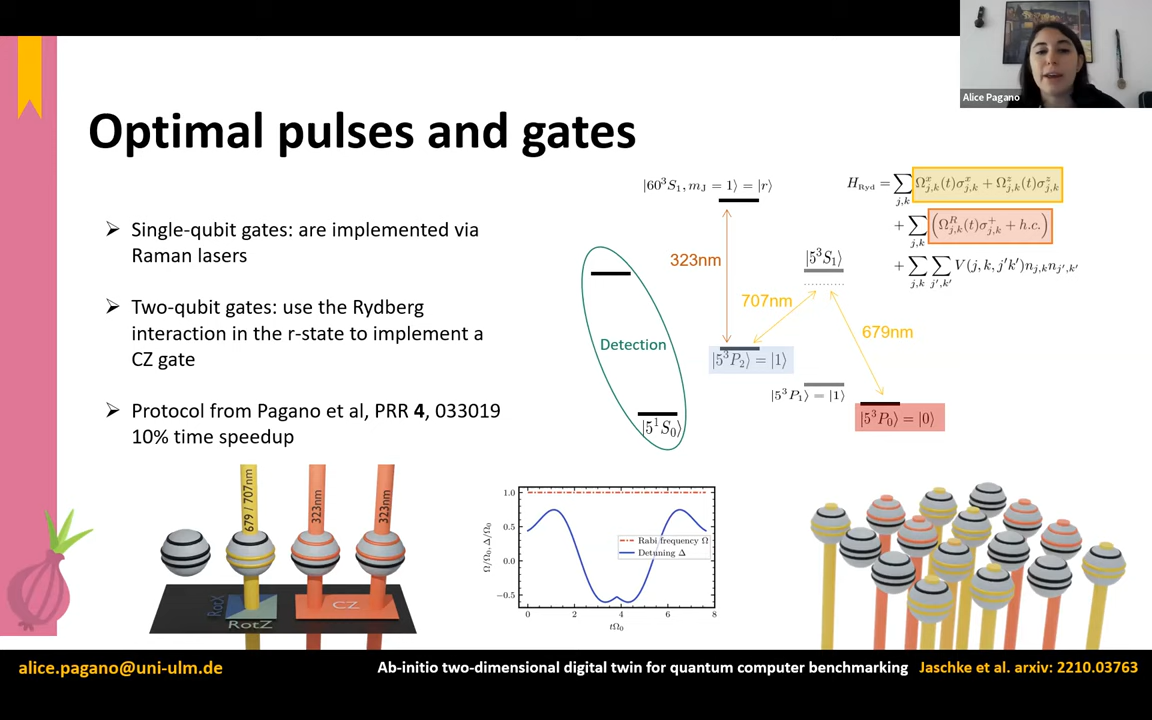 Alice Pagano
Optimal pulses and gates
➢ Single-qubit gates: are implemented via
Raman lasers
➢ Two-qubit gates: use the Rydberg
interaction in the r-state to implement a
CZ gate
➢ Protocol from Pagano et al, PRR 4, 033019
10% time speedup
|60³S₁, m_J = 1⟩ = |r⟩
323nm
|5³S₁⟩
707nm
679nm
Detection
|5³P₂⟩ = |1⟩
|5³P₁⟩ = |1⟩
|5³P₀⟩ = |0⟩
|5¹S₀⟩
H_Ryd = ∑_{j,k} Ω^x_{j,k}(t)σ^x_{j,k} + Ω^z_{j,k}(t)σ^z_{j,k}
+ ∑_{j,k} (Ω^R_{j,k}(t)σ^+_{j,k} + h.c.)
+ ∑_{j,k} ∑_{j',k'} V(j, k, j'k')n_{j,k}n_{j',k'}
679 / 707nm
323nm
323nm
RotX
RotZ
CZ
Ω/Ω₀, Δ/Ω₀
1.0
0.5
0.0
−0.5
Rabi frequency Ω
Detuning Δ
0 2 4 6 8
tΩ₀
alice.pagano@uni-ulm.de
Ab-initio two-dimensional digital twin for quantum computer benchmarking Jaschke et al. arxiv: 2210.03763